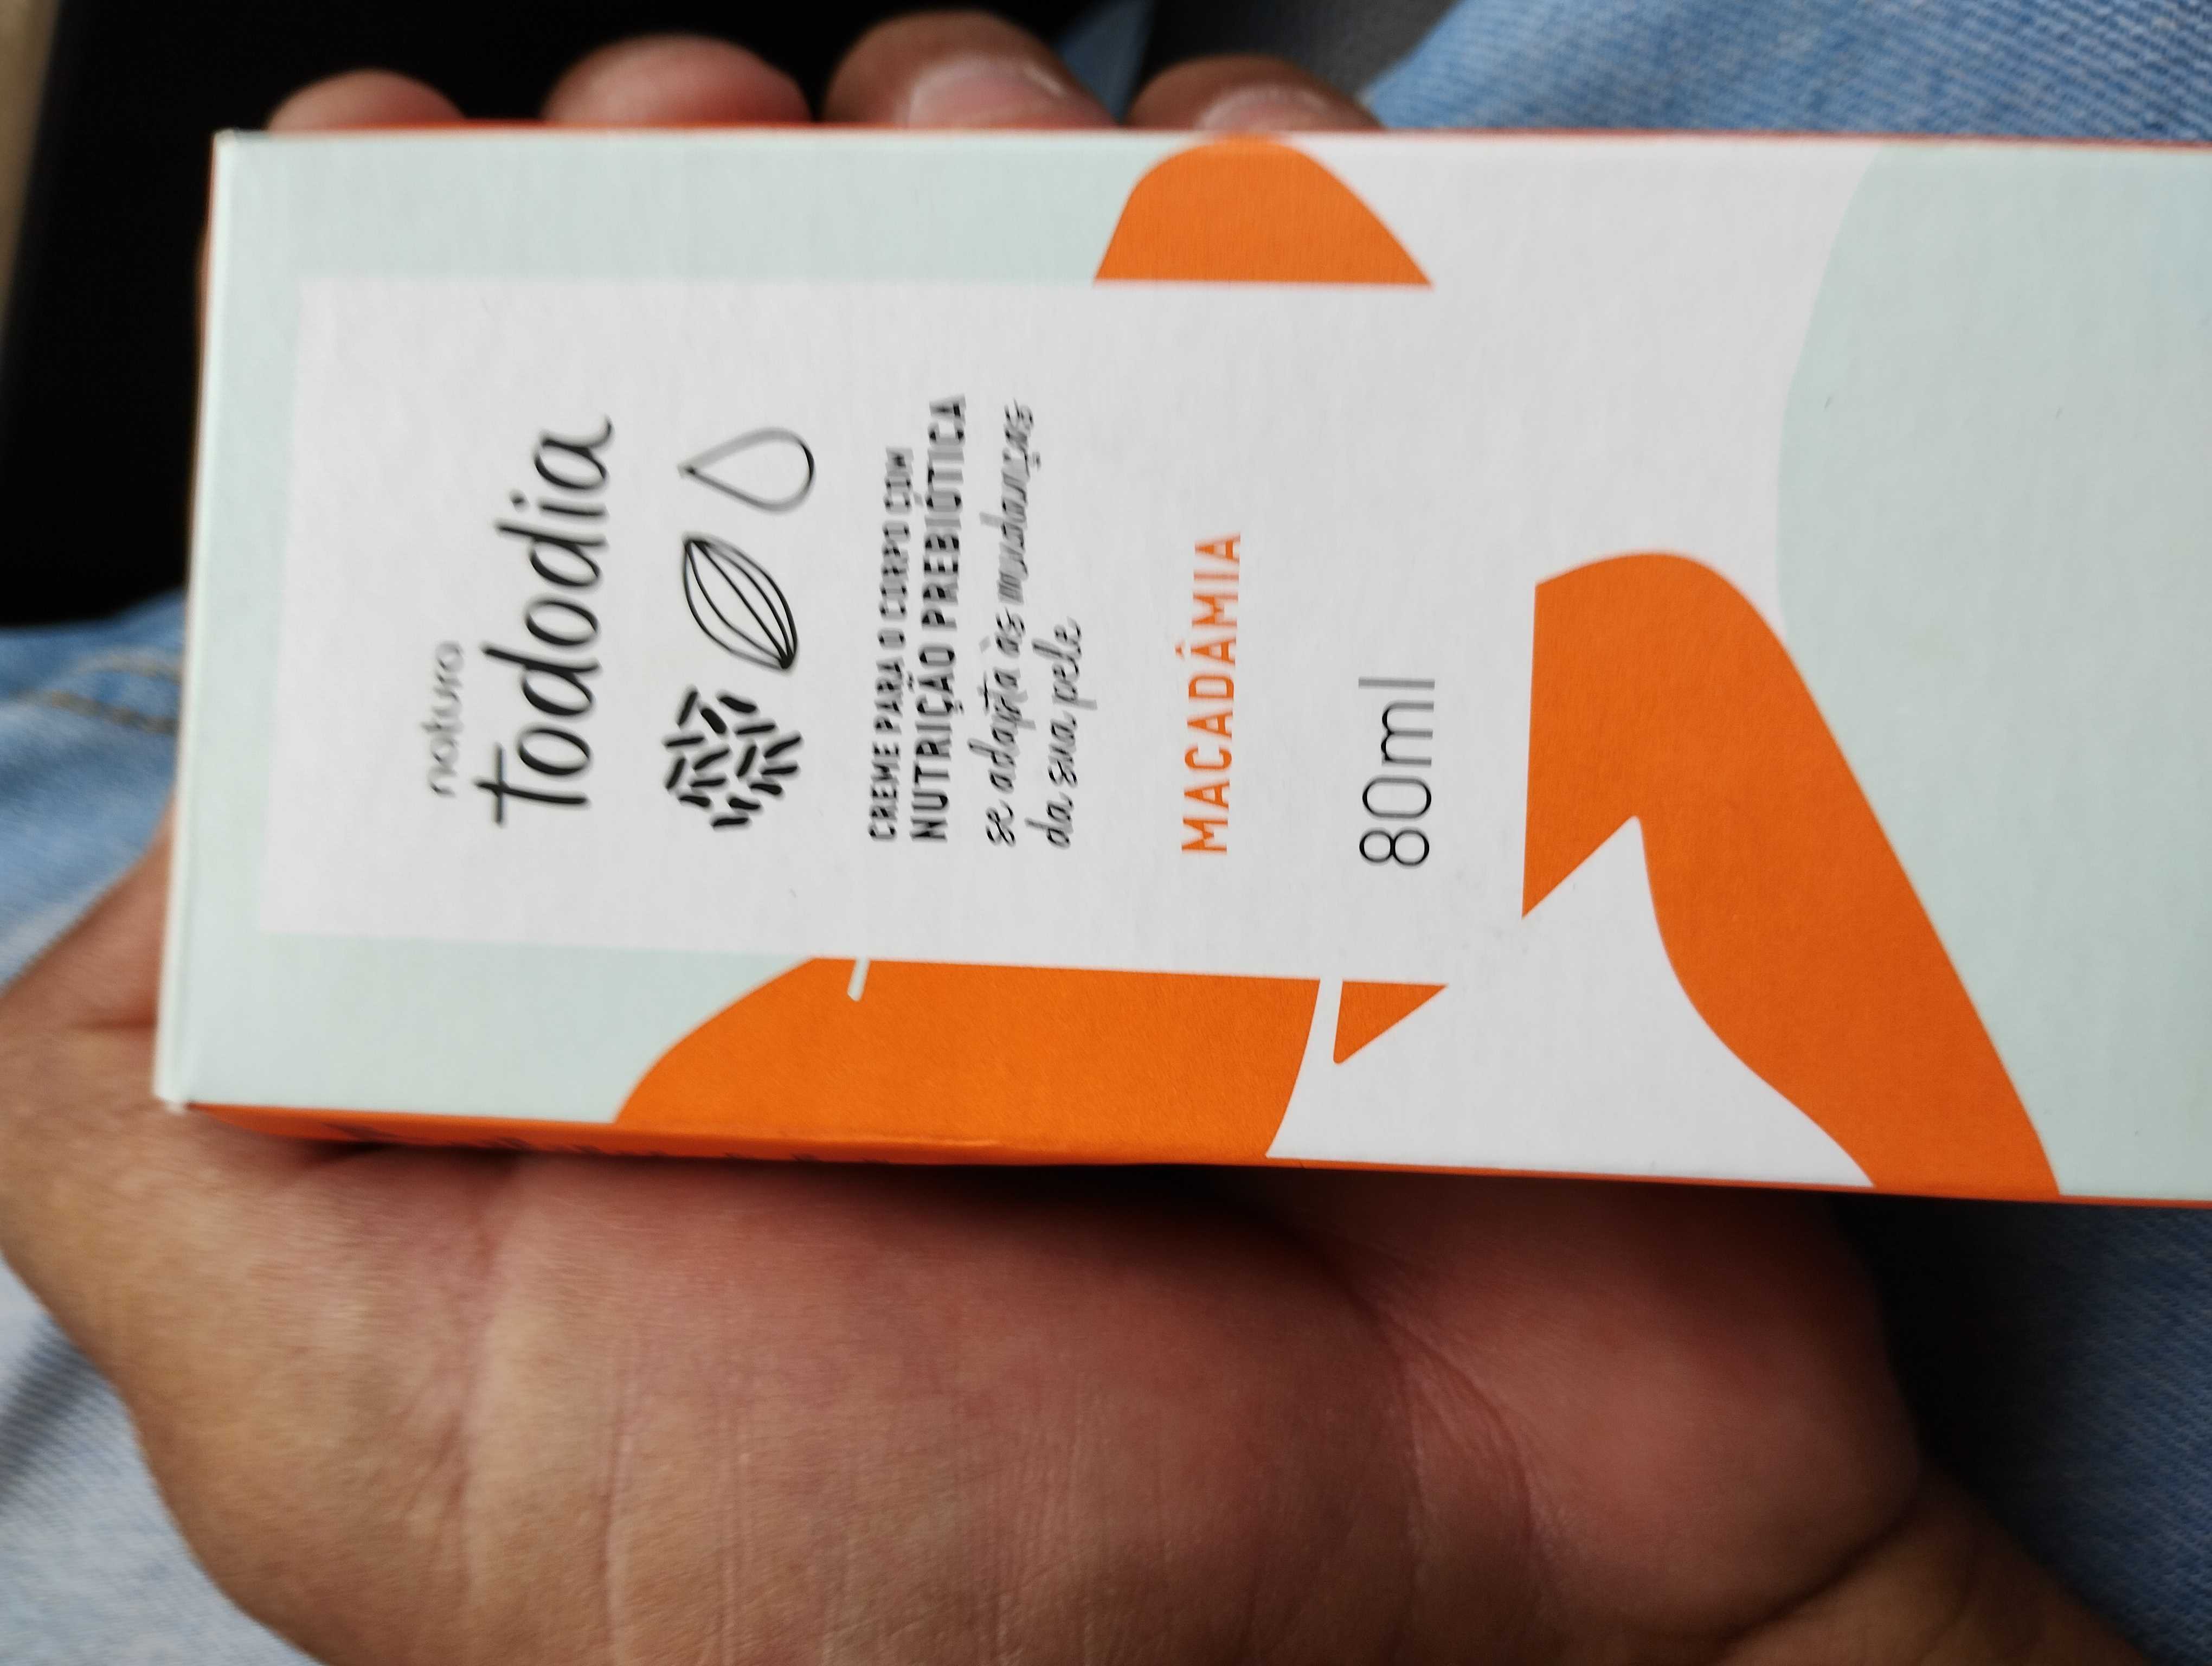 natura
tododia
CREME PARA O CORPO COM
NUTRIÇÃO PREBIÓTICA
se adapta às mudanças
da sua pele
MACADÂMIA
80ml